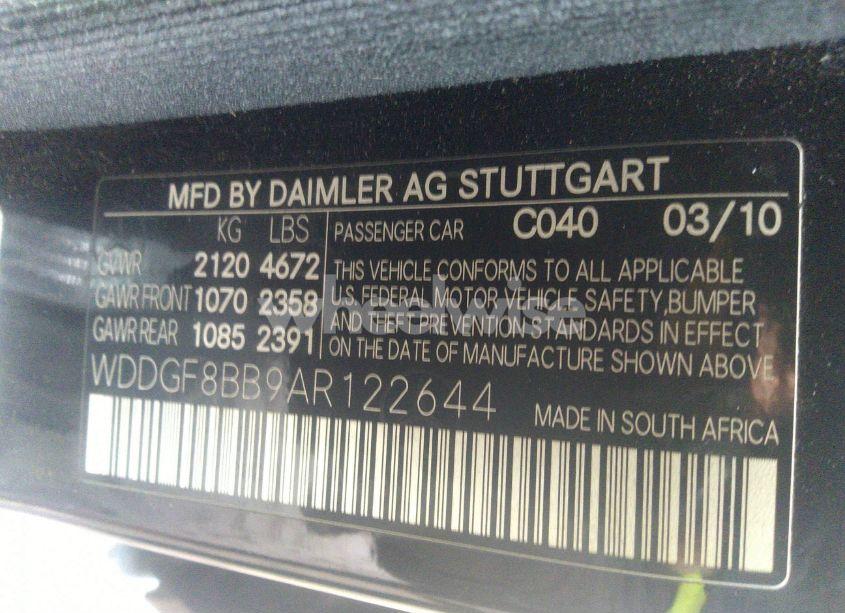 MFD BY DAIMLER AG STUTTGART
KG LBS
GVWR 2120 4672
GAWR FRONT 1070 2358
GAWR REAR 1085 2391
PASSENGER CAR C040 03/10
THIS VEHICLE CONFORMS TO ALL APPLICABLE
U.S. FEDERAL MOTOR VEHICLE SAFETY,BUMPER
AND THEFT PREVENTION STANDARDS IN EFFECT
ON THE DATE OF MANUFACTURE SHOWN ABOVE
WDDGF8BB9AR122644
MADE IN SOUTH AFRICA
wheelwise